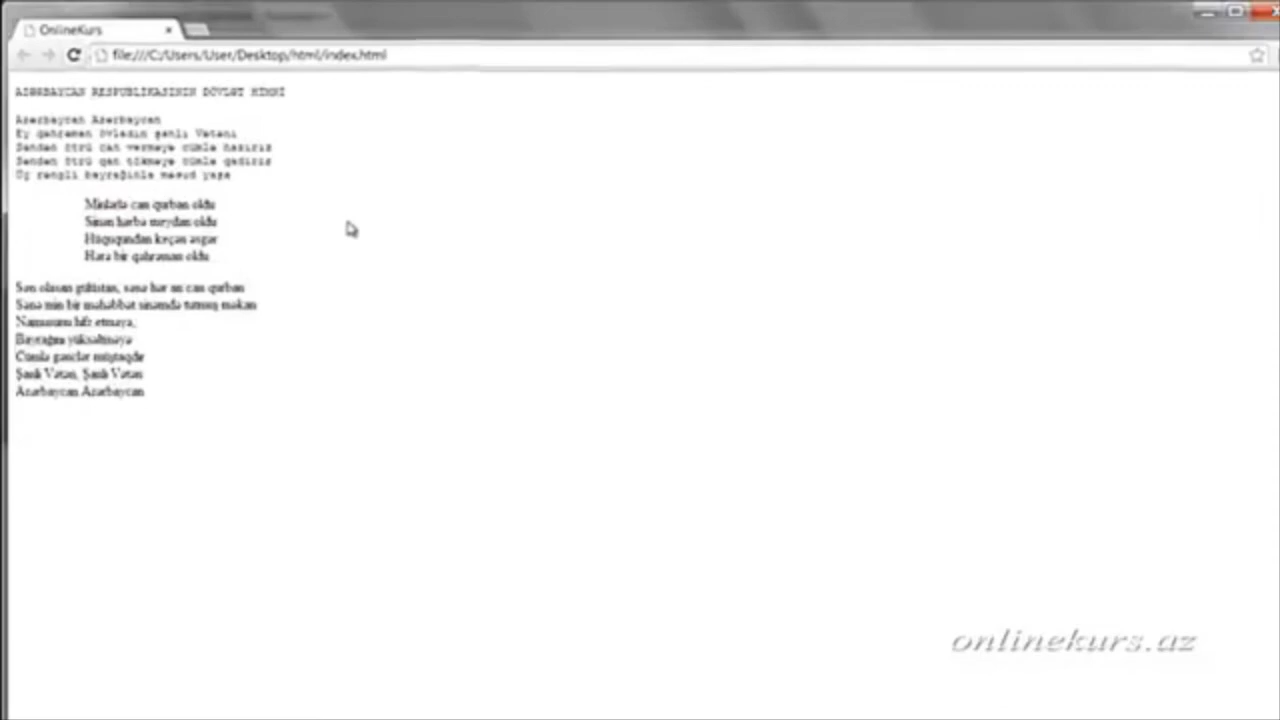 OnlineKurs
file:///C:/Users/User/Desktop/html/index.html
AZƏRBAYCAN RESPUBLİKASININ DÖVLƏT HİMNİ
Azərbaycan Azərbaycan
Ey qəhrəman övladın şanlı Vətəni
Səndən ötrü can verməyə cümlə hazırız
Səndən ötrü qan tökməyə cümlə qadiriz
Üç rəngli bayrağınla məsud yaşa
Minlərlə can qurban oldu
Sinən hərbə meydan oldu
Hüququndan keçən əsgər
Hərə bir qəhrəman oldu
Sən olasan gülüstan, sənə hər an can qurban
Sənə min bir məhəbbət sinəmdə tutmuş məkan
Namusunu hifz etməyə,
Bayrağını yüksəltməyə
Cümlə gənclər müştaqdır
Şanlı Vətən, Şanlı Vətən
Azərbaycan Azərbaycan
onlinekurs.az